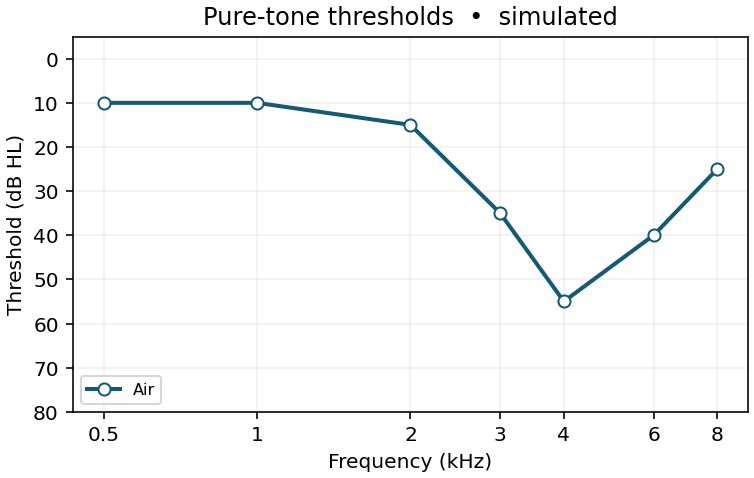 Pure-tone thresholds • simulated
Threshold (dB HL)
0
10
20
30
40
50
60
70
80
Air
0.5 1 2 3 4 6 8
Frequency (kHz)